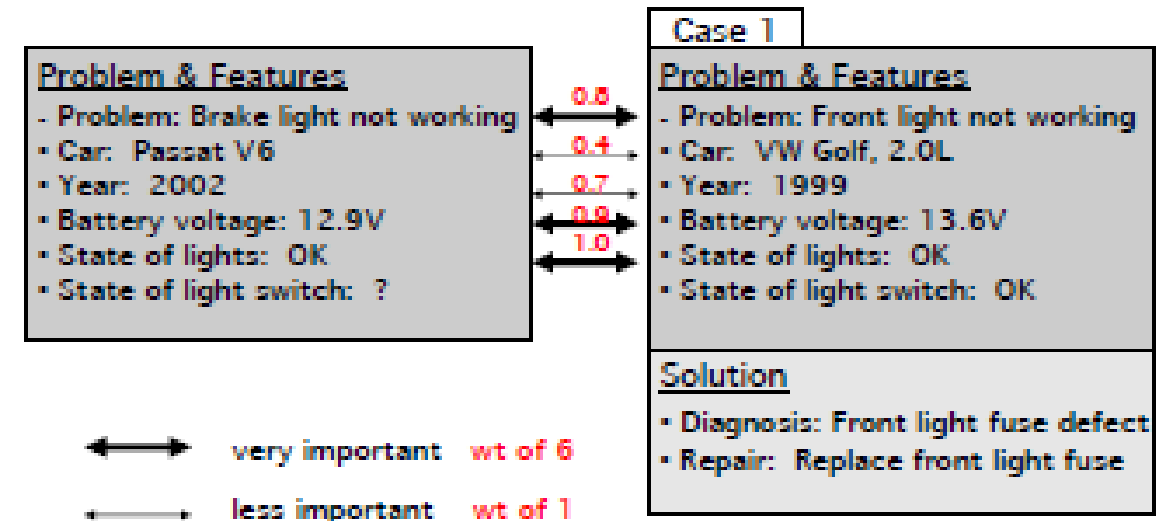 Case 1
Problem & Features
- Problem: Brake light not working
▪ Car: Passat V6
▪ Year: 2002
▪ Battery voltage: 12.9V
▪ State of lights: OK
▪ State of light switch: ?
0.8
0.4
0.7
0.9
1.0
Problem & Features
- Problem: Front light not working
▪ Car: VW Golf, 2.0L
▪ Year: 1999
▪ Battery voltage: 13.6V
▪ State of lights: OK
▪ State of light switch: OK
Solution
▪ Diagnosis: Front light fuse defect
▪ Repair: Replace front light fuse
very important wt of 6
less important wt of 1